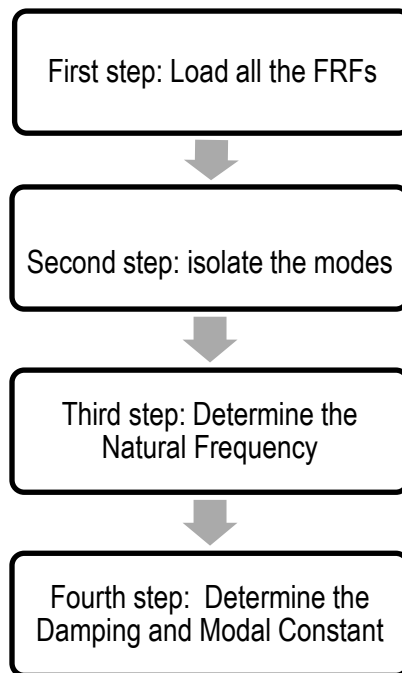 First step: Load all the FRFs
Second step: isolate the modes
Third step: Determine the
Natural Frequency
Fourth step:  Determine the
Damping and Modal Constant